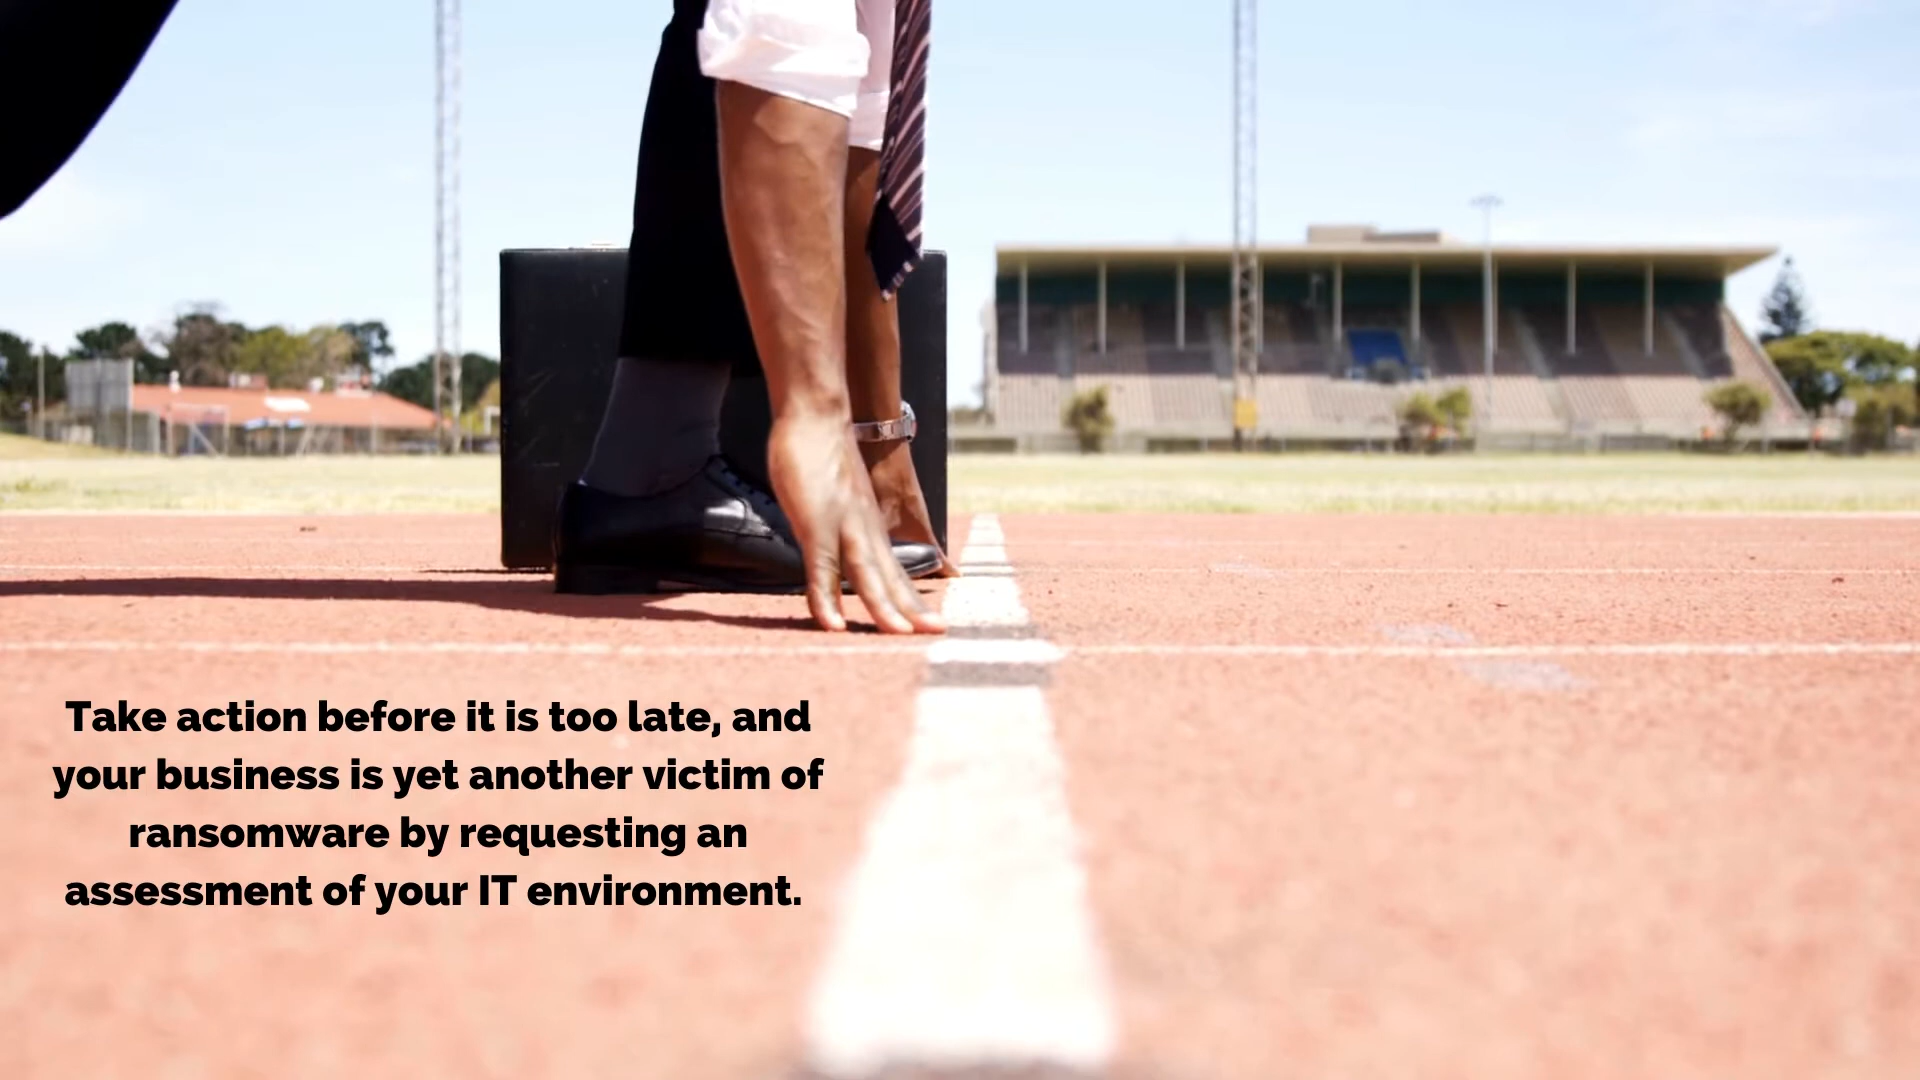 Take action before it is too late, and
your business is yet another victim of
ransomware by requesting an
assessment of your IT environment.